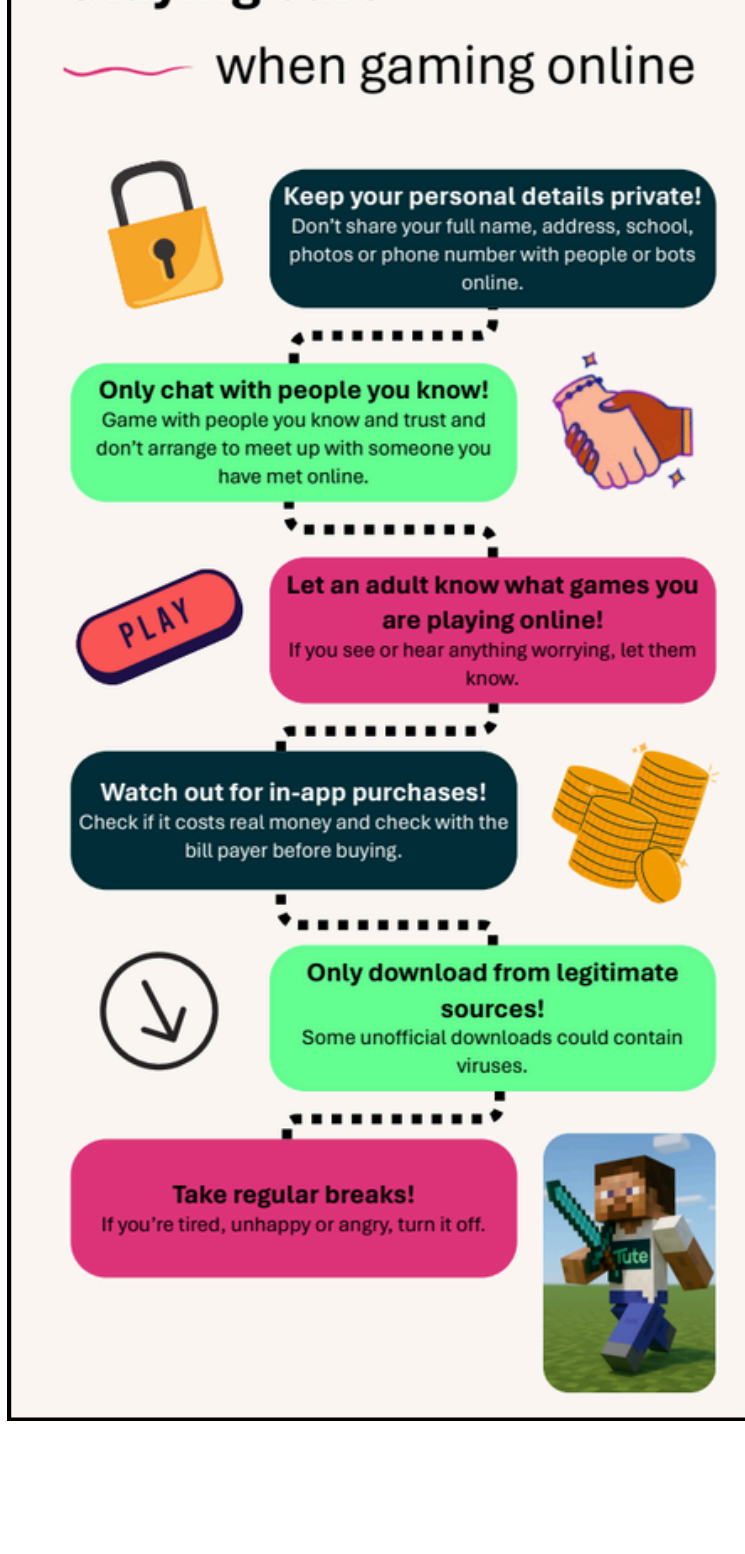 when gaming online
Keep your personal details private!
Don’t share your full name, address, school,
photos or phone number with people or bots
online.
Only chat with people you know!
Game with people you know and trust and
don’t arrange to meet up with someone you
have met online.
PLAY
Let an adult know what games you
are playing online!
If you see or hear anything worrying, let them
know.
Watch out for in-app purchases!
Check if it costs real money and check with the
bill payer before buying.
Only download from legitimate
sources!
Some unofficial downloads could contain
viruses.
Take regular breaks!
If you’re tired, unhappy or angry, turn it off.
Tute